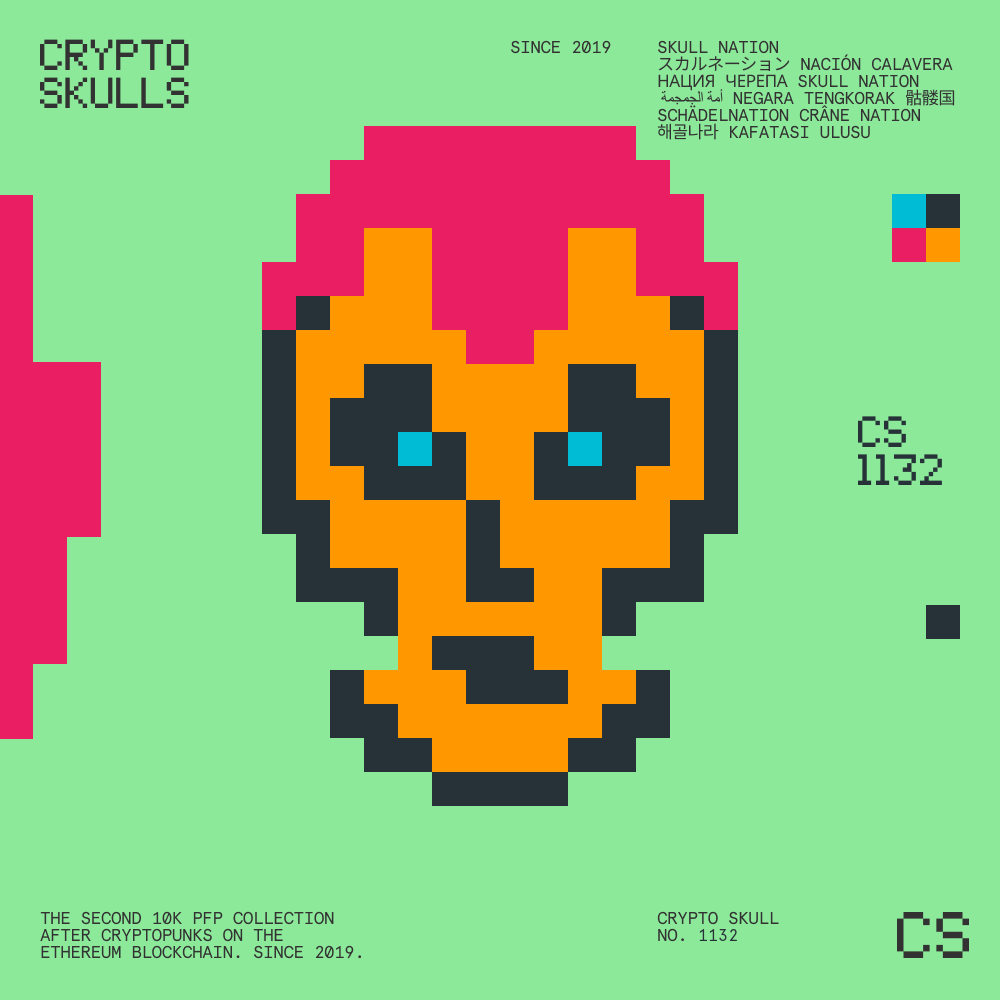 CRYPTO
SKULLS
SINCE 2019
SKULL NATION
スカルネーション NACIÓN CALAVERA
НАЦИЯ ЧЕРЕПА SKULL NATION
أمة الجمجمة NEGARA TENGKORAK 骷髅国
SCHÄDELNATION CRÂNE NATION
해골나라 KAFATASI ULUSU
CS
1132
THE SECOND 10K PFP COLLECTION
AFTER CRYPTOPUNKS ON THE
ETHEREUM BLOCKCHAIN. SINCE 2019.
CRYPTO SKULL
NO. 1132
CS